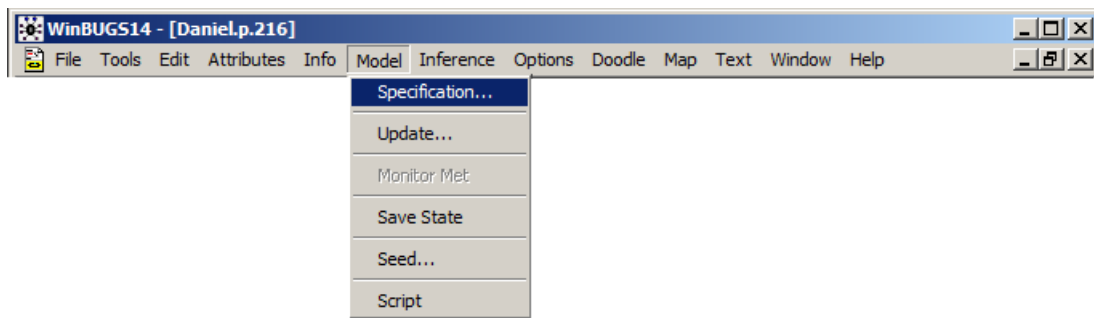 WinBUGS14 - [Daniel.p.216]
File Tools Edit Attributes Info Model Inference Options Doodle Map Text Window Help
Specification...
Update...
Monitor Met
Save State
Seed...
Script